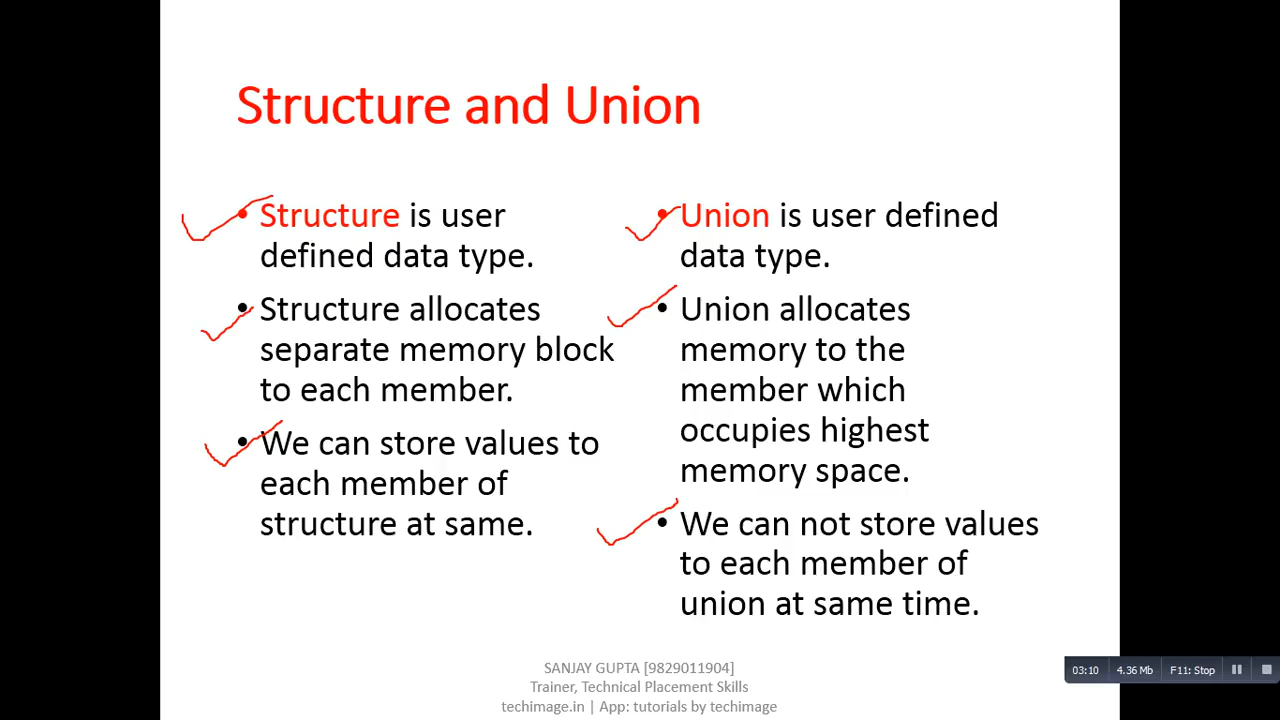 Structure and Union
• Structure is user
defined data type.
• Structure allocates
separate memory block
to each member.
• We can store values to
each member of
structure at same.
• Union is user defined
data type.
• Union allocates
memory to the
member which
occupies highest
memory space.
• We can not store values
to each member of
union at same time.
SANJAY GUPTA [9829011904]
Trainer, Technical Placement Skills
techimage.in | App: tutorials by techimage
03:10 4.36 Mb F11: Stop